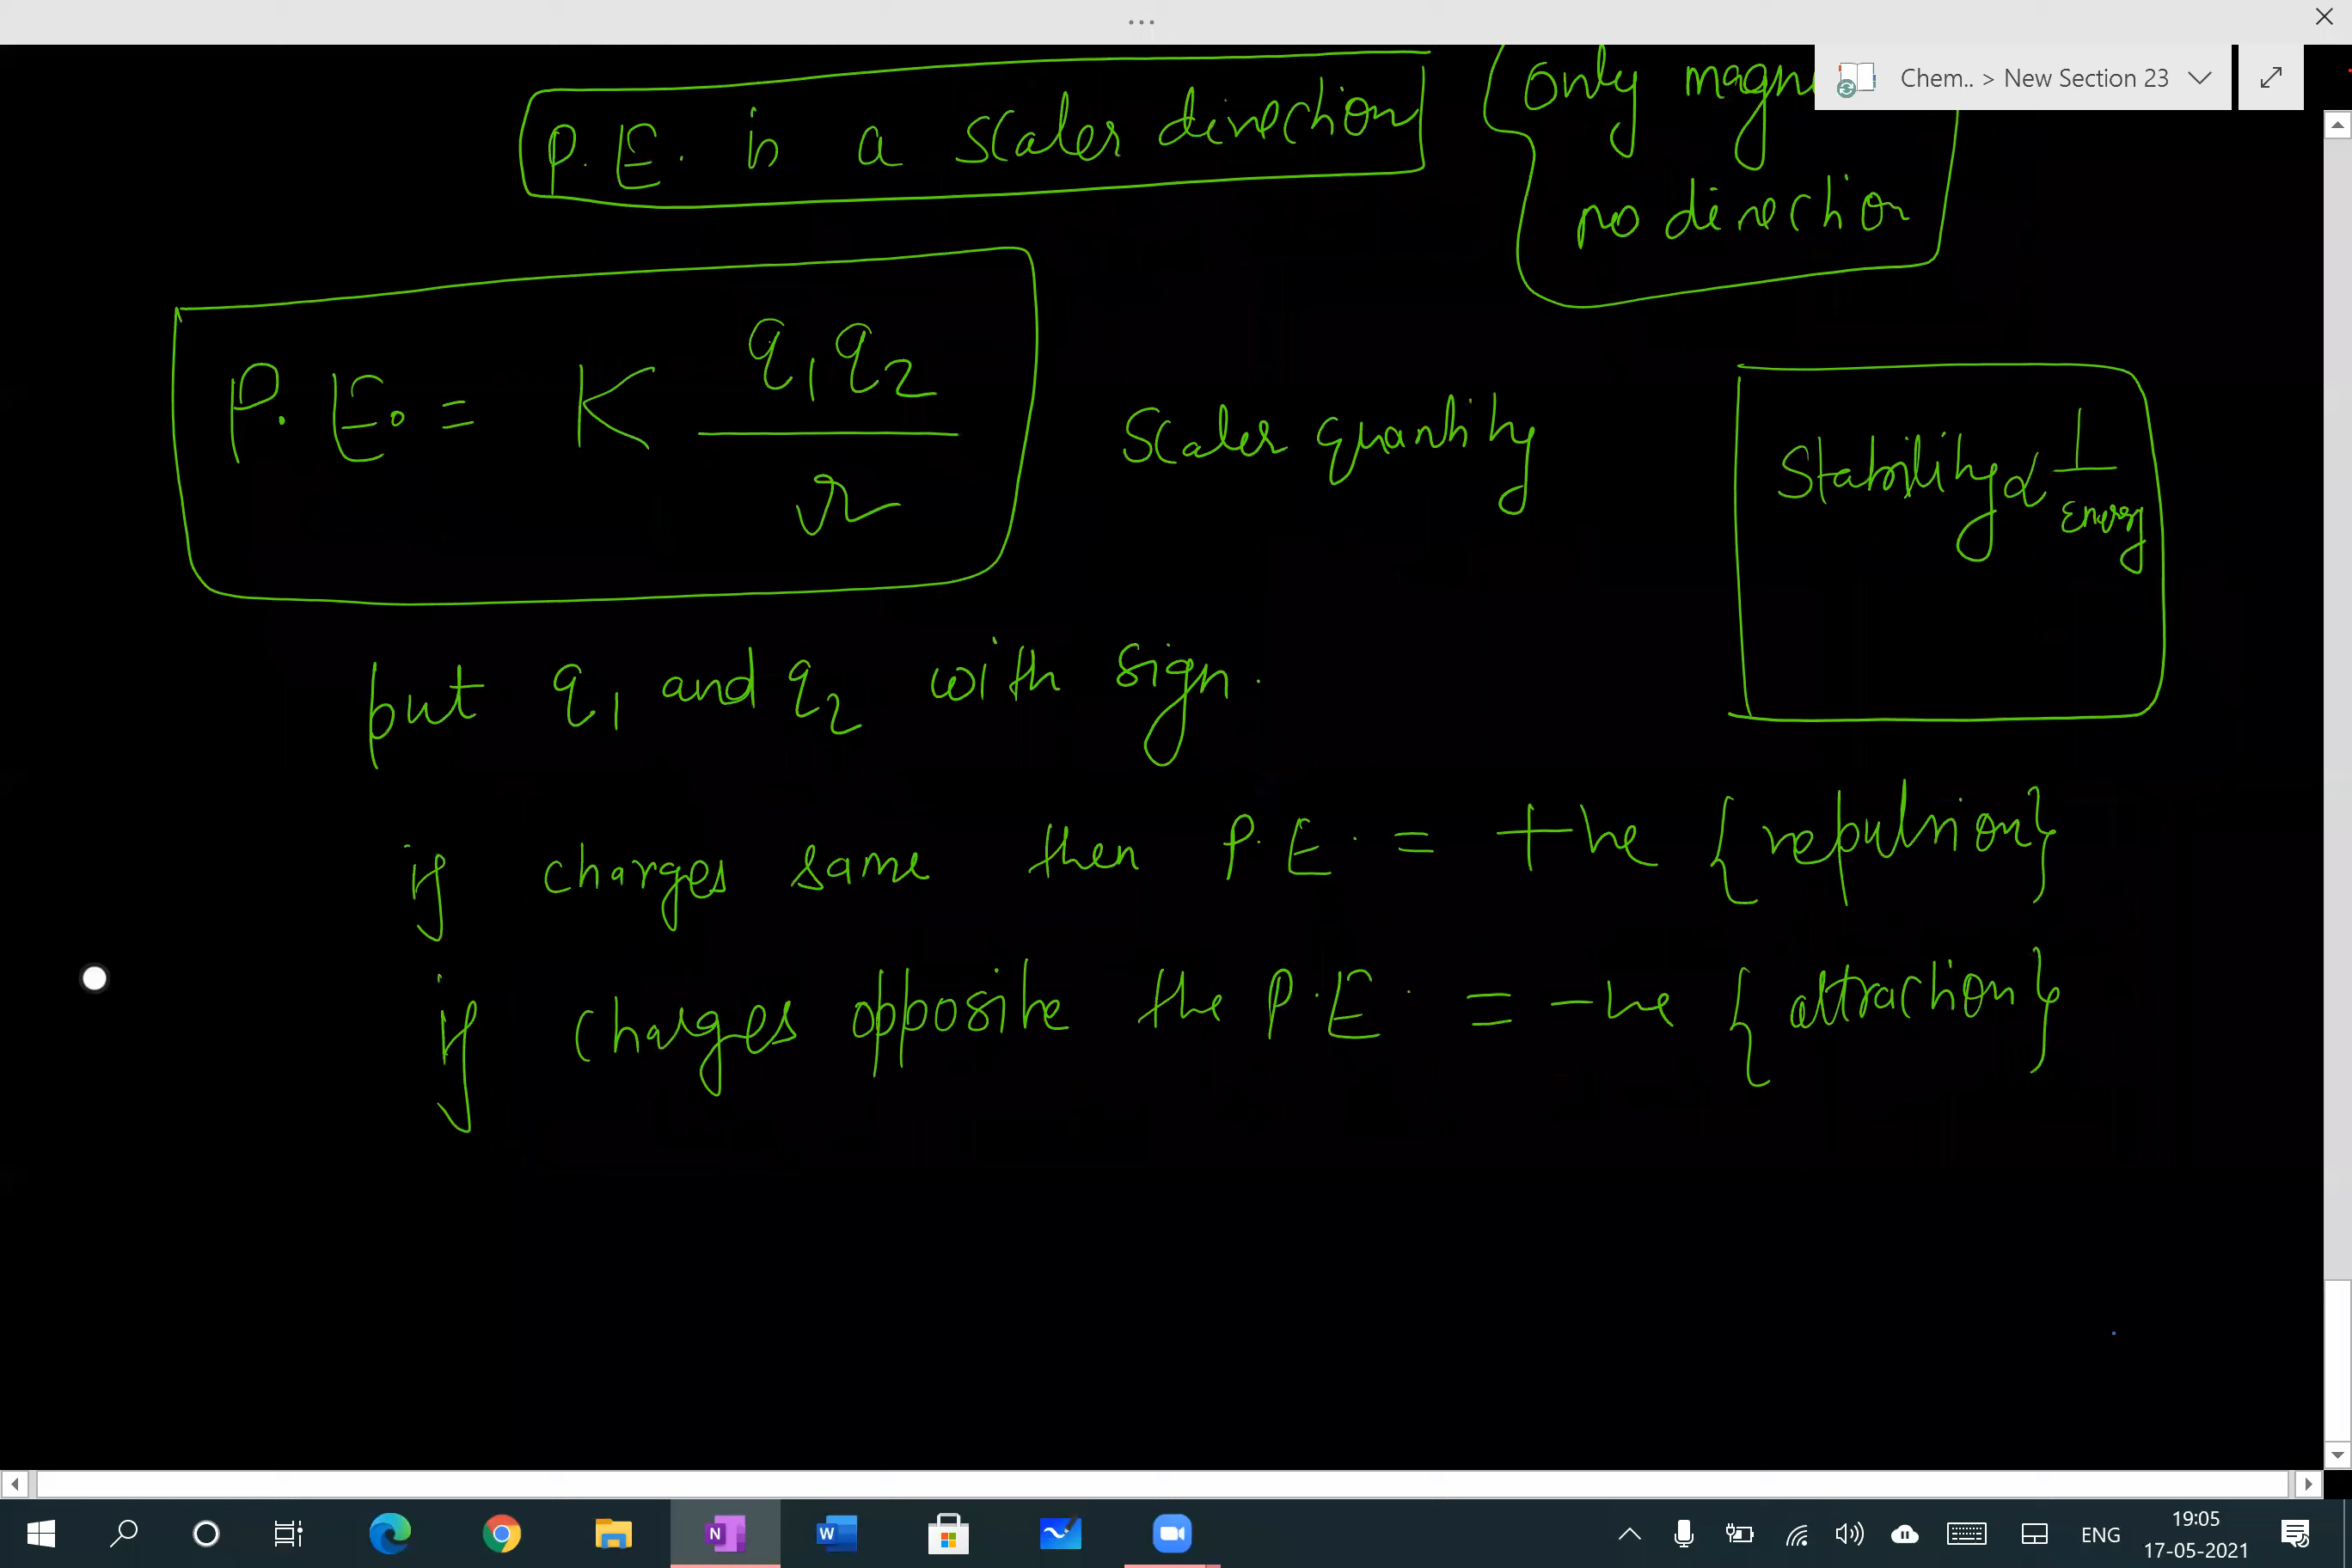 ...
Chem.. > New Section 23
only magn
P.E. is a scaler direction
no direction
P.E. = K q1q2 / r
scaler quantity
Stability ∝ 1 / Energy
but q1 and q2 with sign.
if charges same then P.E. = +ve {repulsion}
if charges opposite the P.E. = -ve {attraction}
ENG
19:05
17-05-2021